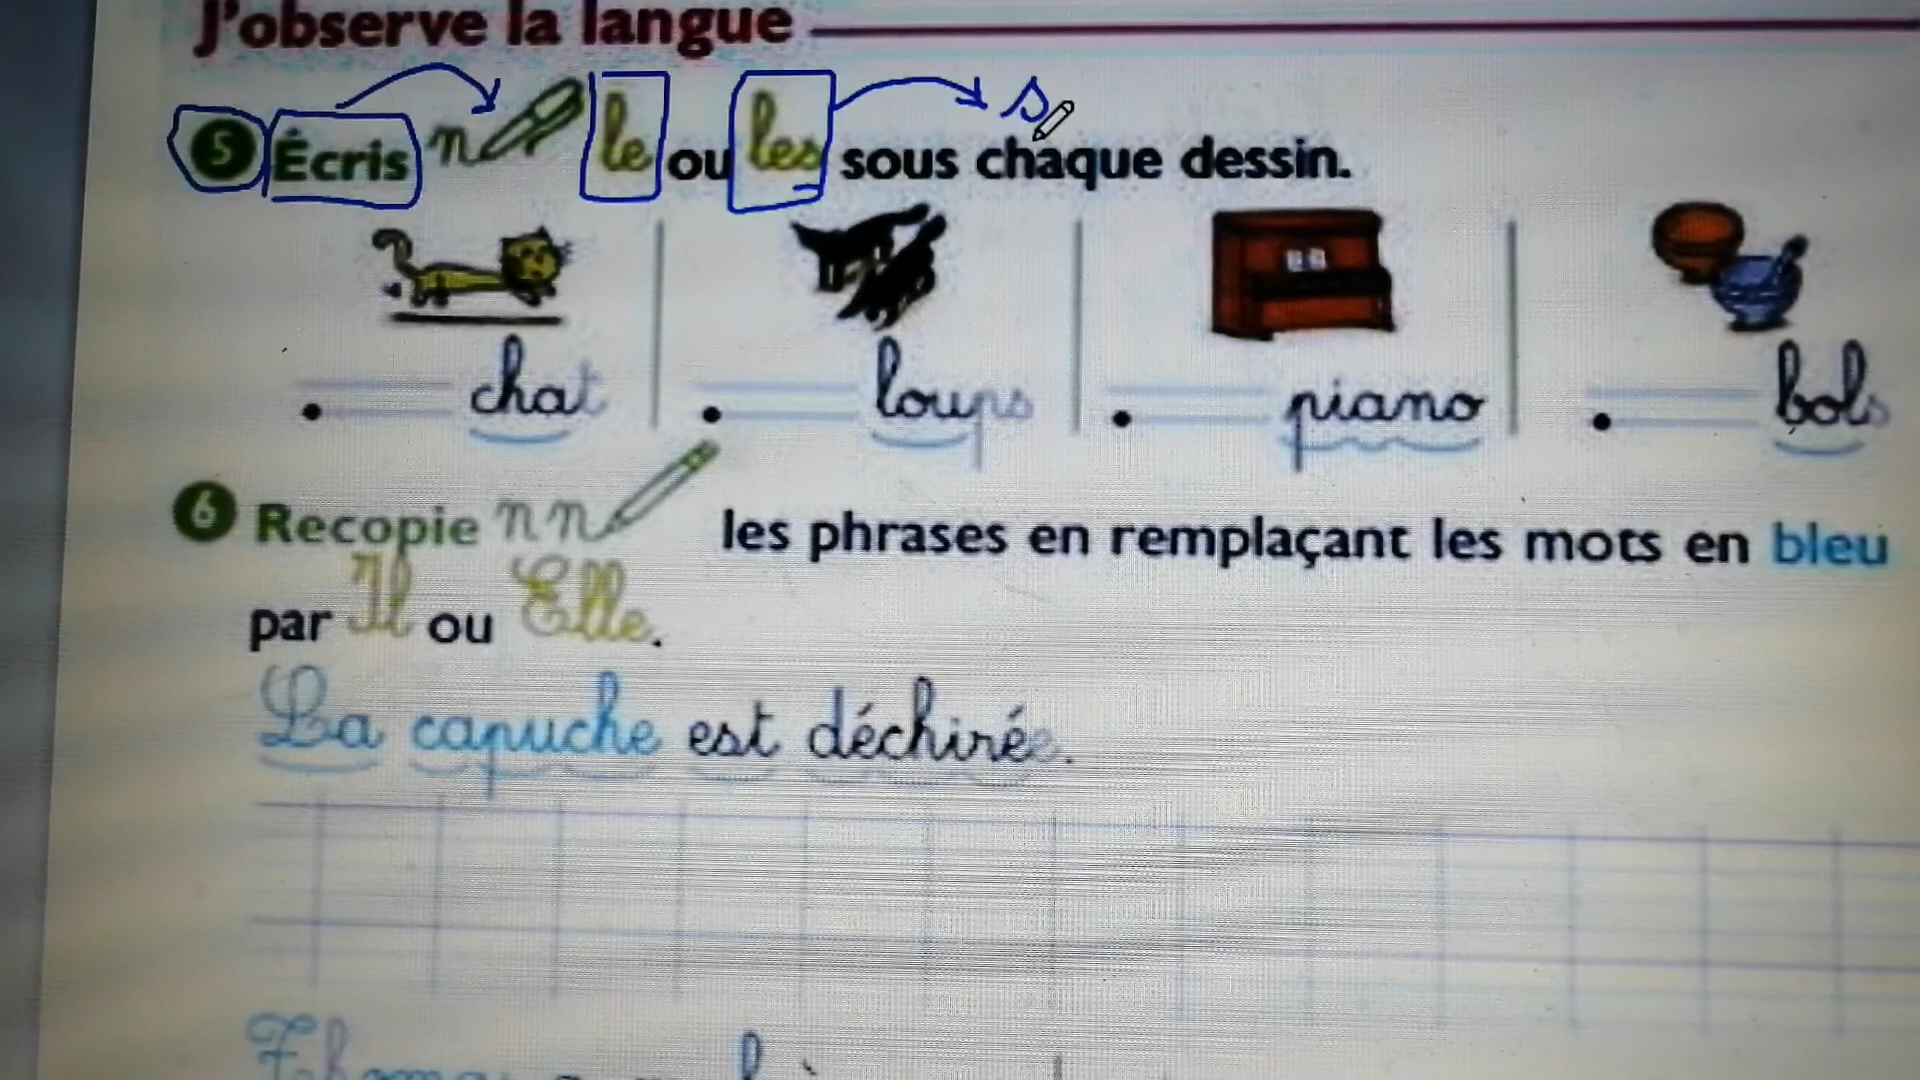 J'observe la langue
s
5 Écris n le ou les sous chaque dessin.
. chat . loups . piano . bols
6 Recopie nn les phrases en remplaçant les mots en bleu
par Il ou Elle.
La capuche est déchirée.